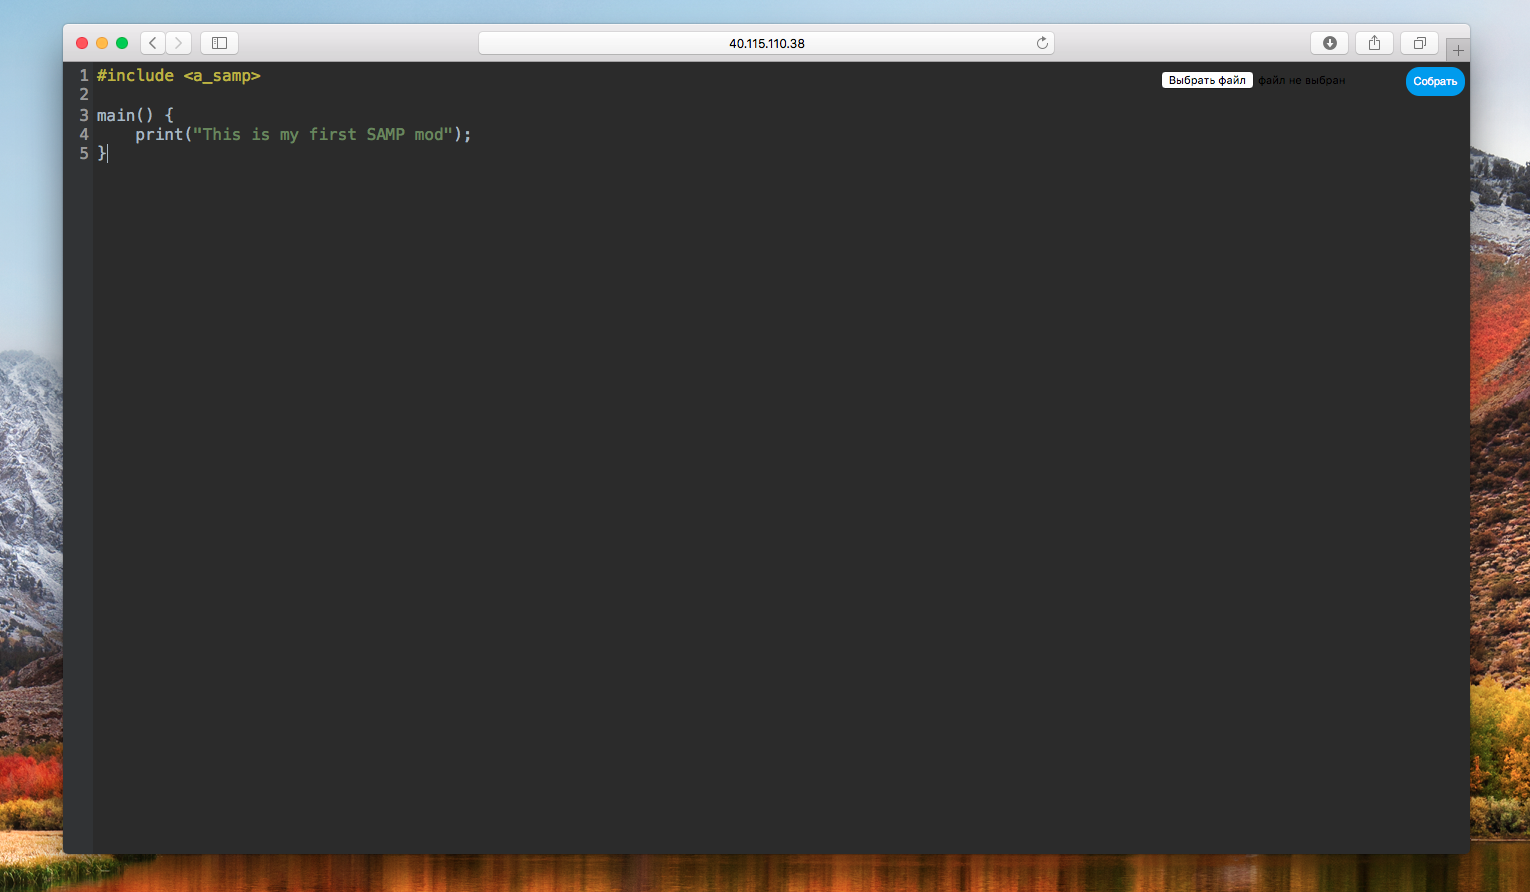 40.115.110.38
1 #include <a_samp>
2
3 main() {
4     print("This is my first SAMP mod");
5 }
Выбрать файл файл не выбран
Собрать